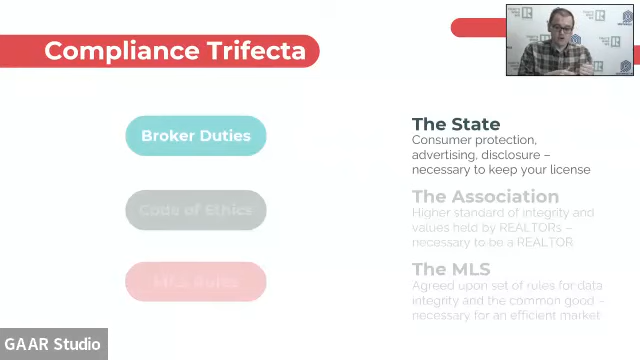 Compliance Trifecta
Broker Duties
The State
Consumer protection,
advertising, disclosure –
necessary to keep your license
Code of Ethics
The Association
Higher standard of integrity and
values held by REALTORs –
necessary to be a REALTOR
MLS Rules
The MLS
Agreed upon set of rules for data
integrity and the common good –
necessary for an efficient market
GAAR Studio